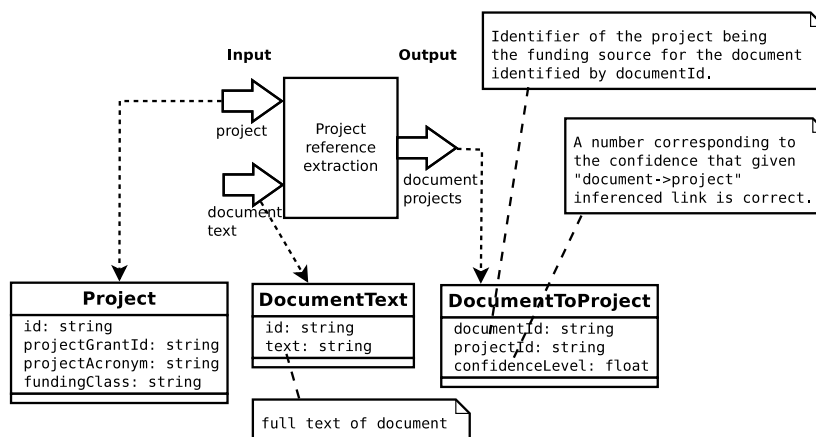 Input
Output
Identifier of the project being
the funding source for the document
identified by documentId.
project
Project
reference
extraction
document
text
document
projects
A number corresponding to
the confidence that given
"document->project"
inferenced link is correct.
Project
id: string
projectGrantId: string
projectAcronym: string
fundingClass: string
DocumentText
id: string
text: string
DocumentToProject
documentId: string
projectId: string
confidenceLevel: float
full text of document